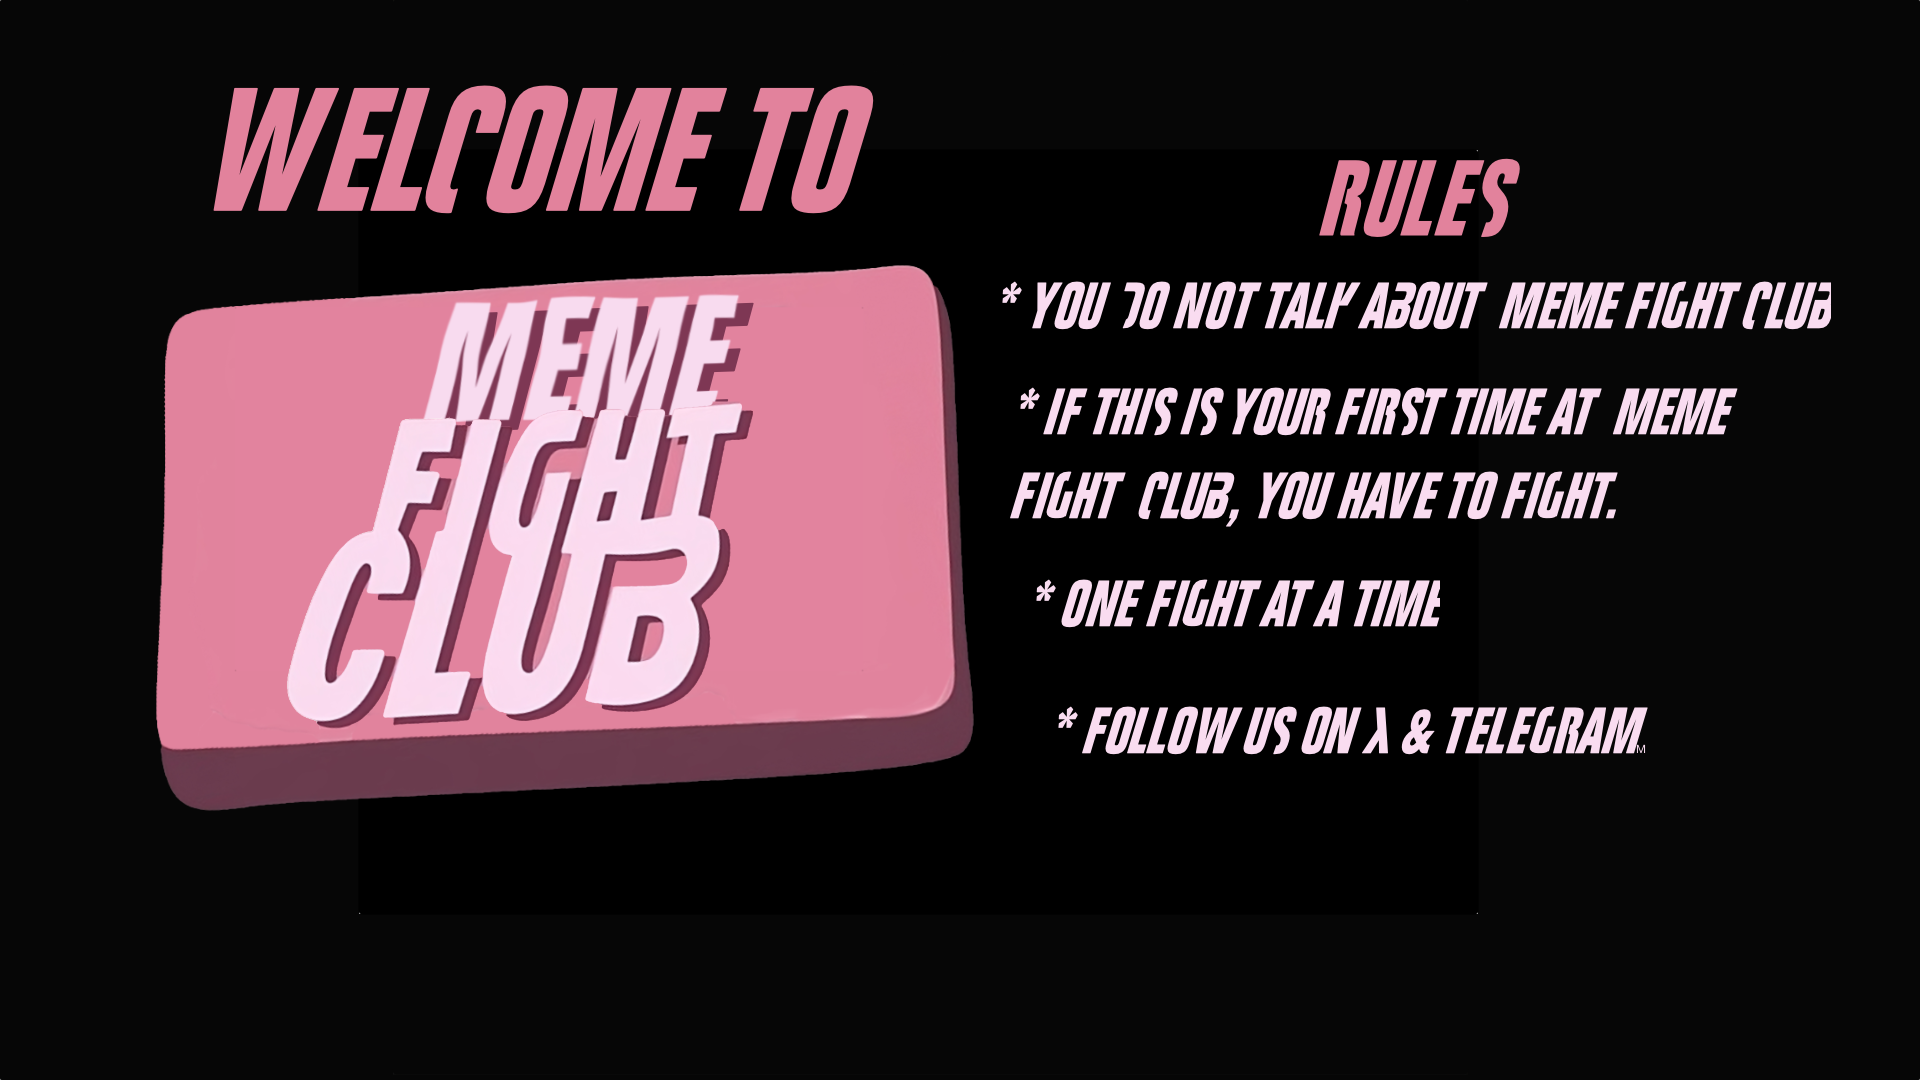 WELCOME TO
MEME
FIGHT
CLUB
RULES
* YOU DO NOT TALK ABOUT MEME FIGHT CLUB
* IF THIS IS YOUR FIRST TIME AT MEME
FIGHT CLUB, YOU HAVE TO FIGHT.
* ONE FIGHT AT A TIME
* FOLLOW US ON X & TELEGRAM
M